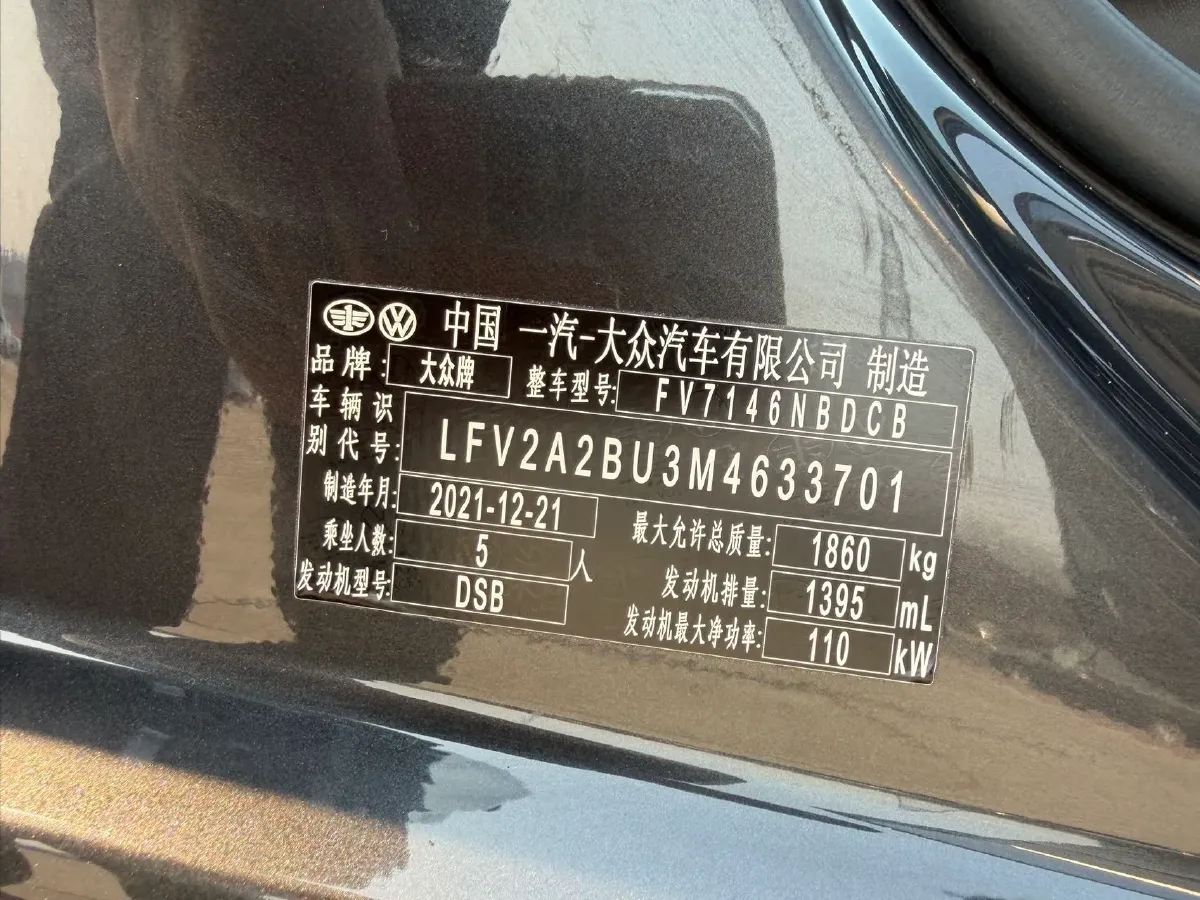 中国 一汽-大众汽车有限公司 制造
品牌: 大众牌 整车型号: FV7146NBDCB
车辆识别代号: LFV2A2BU3M4633701
制造年月: 2021-12-21
最大允许总质量: 1860 kg
乘坐人数: 5 人
发动机排量: 1395 mL
发动机型号: DSB
发动机最大净功率: 110 kW